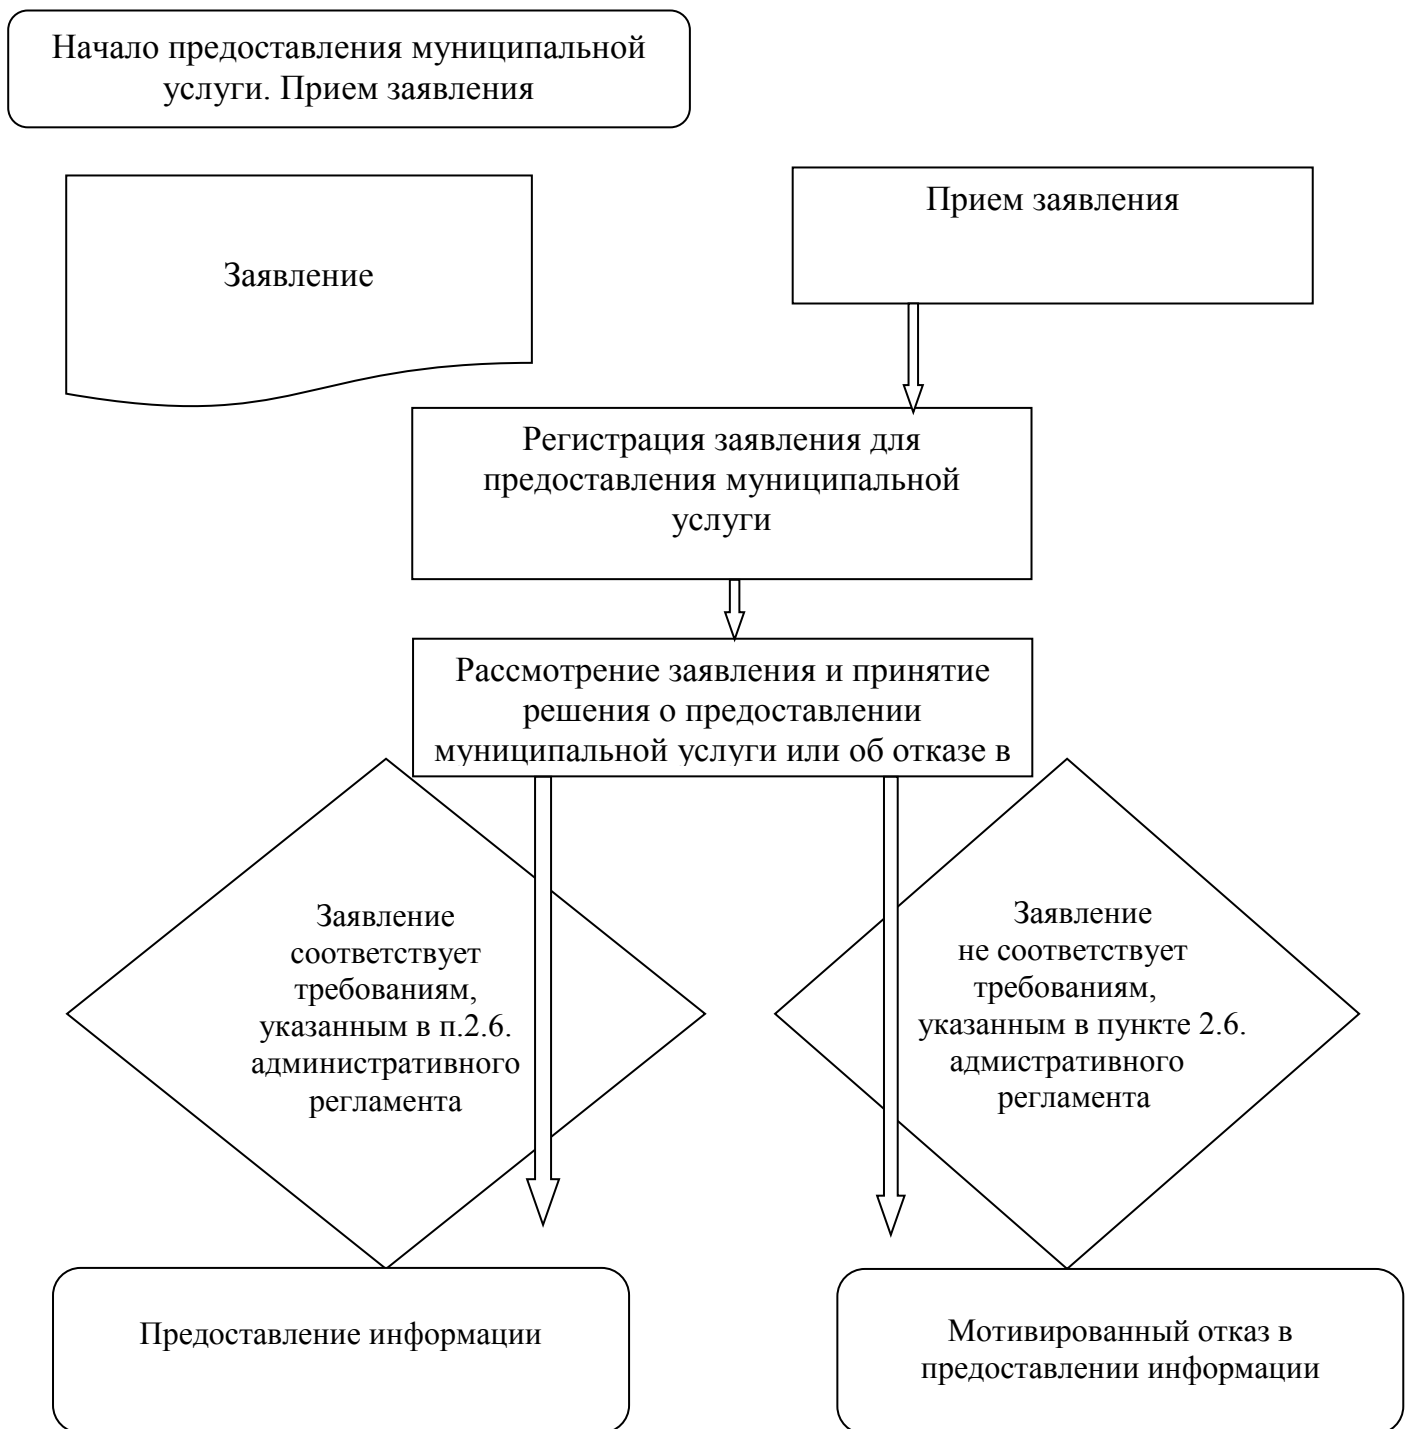 Начало предоставления муниципальной
услуги. Прием заявления
Заявление
Прием заявления
Регистрация заявления для
предоставления муниципальной
услуги
Рассмотрение заявления и принятие
решения о предоставлении
муниципальной услуги или об отказе в
Заявление
соответствует
требованиям,
указанным в п.2.6.
административного
регламента
Заявление
не соответствует
требованиям,
указанным в пункте 2.6.
адмистративного
регламента
Предоставление информации
Мотивированный отказ в
предоставлении информации